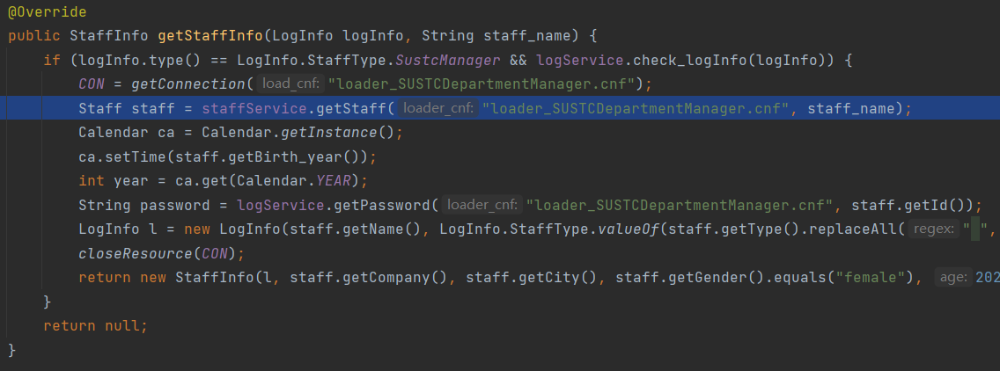 @Override
public StaffInfo getStaffInfo(LogInfo logInfo, String staff_name) {
if (logInfo.type() == LogInfo.StaffType.SustcManager && logService.check_logInfo(logInfo)) {
CON = getConnection( load_cnf: "loader_SUSTCDepartmentManager.cnf");
Staff staff = staffService.getStaff( loader_cnf: "loader_SUSTCDepartmentManager.cnf", staff_name);
Calendar ca = Calendar.getInstance();
ca.setTime(staff.getBirth_year());
int year = ca.get(Calendar.YEAR);
String password = logService.getPassword( loader_cnf: "loader_SUSTCDepartmentManager.cnf", staff.getId());
LogInfo l = new LogInfo(staff.getName(), LogInfo.StaffType.valueOf(staff.getType().replaceAll( regex: " ",
closeResource(CON);
return new StaffInfo(l, staff.getCompany(), staff.getCity(), staff.getGender().equals("female"), age: 202
}
return null;
}